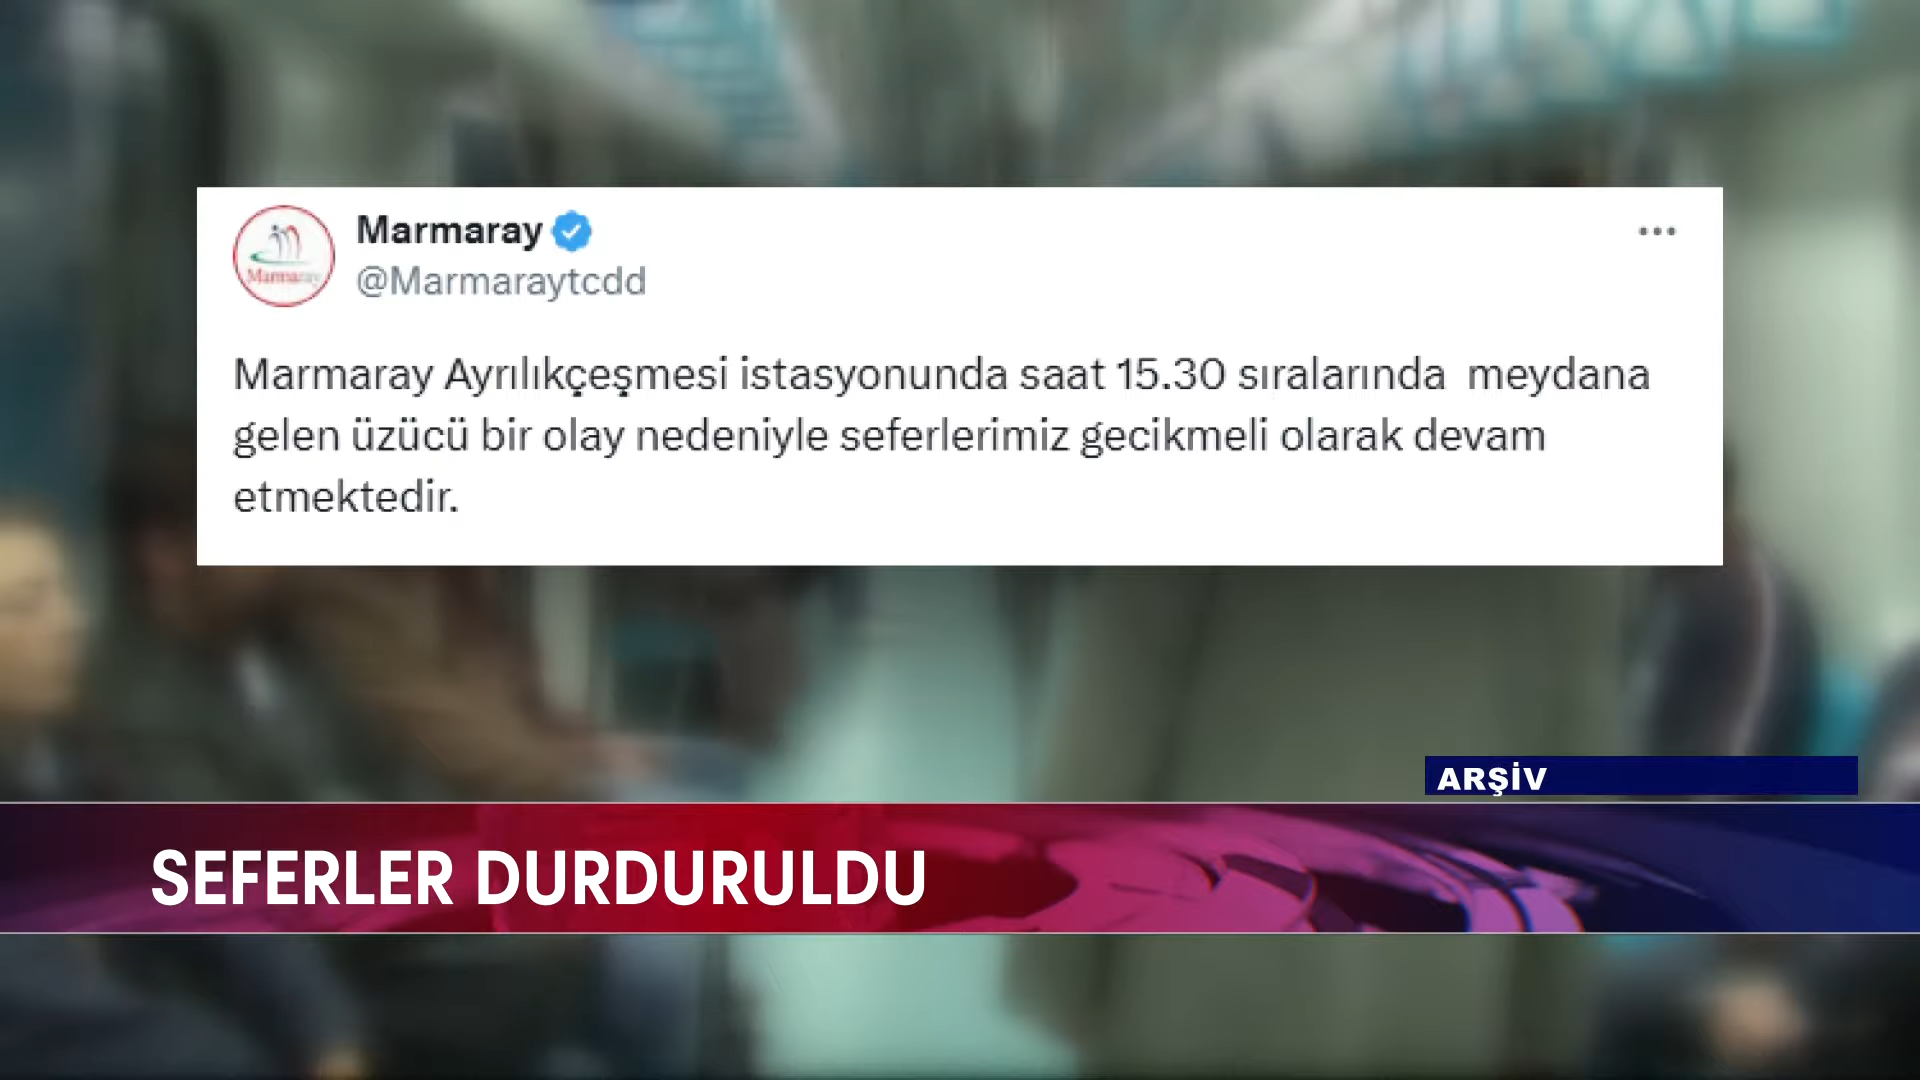 Marmaray
@Marmaraytcdd
Marmaray
Marmaray Ayrılıkçeşmesi istasyonunda saat 15.30 sıralarında meydana
gelen üzücü bir olay nedeniyle seferlerimiz gecikmeli olarak devam
etmektedir.
ARŞİV
SEFERLER DURDURULDU